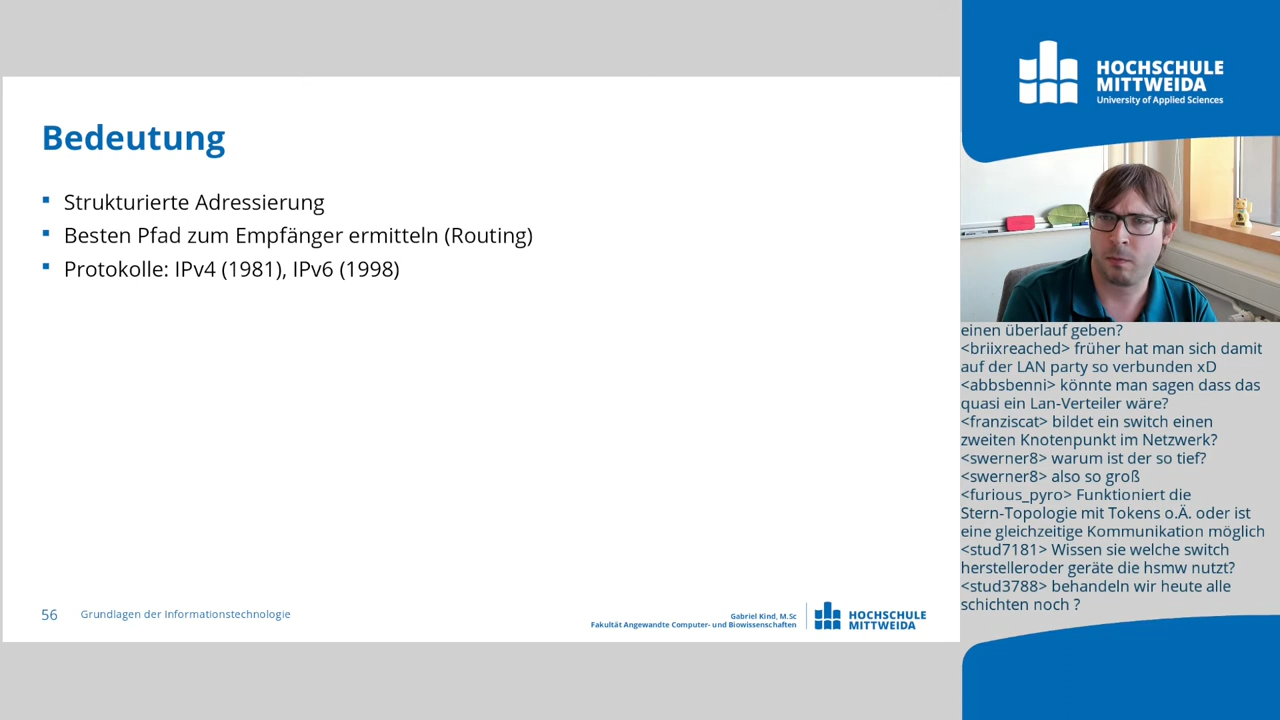 Bedeutung
Strukturierte Adressierung
Besten Pfad zum Empfänger ermitteln (Routing)
Protokolle: IPv4 (1981), IPv6 (1998)
56 Grundlagen der Informationstechnologie
Gabriel Kind, M.Sc
Fakultät Angewandte Computer- und Biowissenschaften
HOCHSCHULE
MITTWEIDA
HOCHSCHULE
MITTWEIDA
University of Applied Sciences
einen überlauf geben?
<briixreached> früher hat man sich damit
auf der LAN party so verbunden xD
<abbsbenni> könnte man sagen dass das
quasi ein Lan-Verteiler wäre?
<franziscat> bildet ein switch einen
zweiten Knotenpunkt im Netzwerk?
<swerner8> warum ist der so tief?
<swerner8> also so groß
<furious_pyro> Funktioniert die
Stern-Topologie mit Tokens o.Ä. oder ist
eine gleichzeitige Kommunikation möglich
<stud7181> Wissen sie welche switch
herstelleroder geräte die hsmw nutzt?
<stud3788> behandeln wir heute alle
schichten noch ?